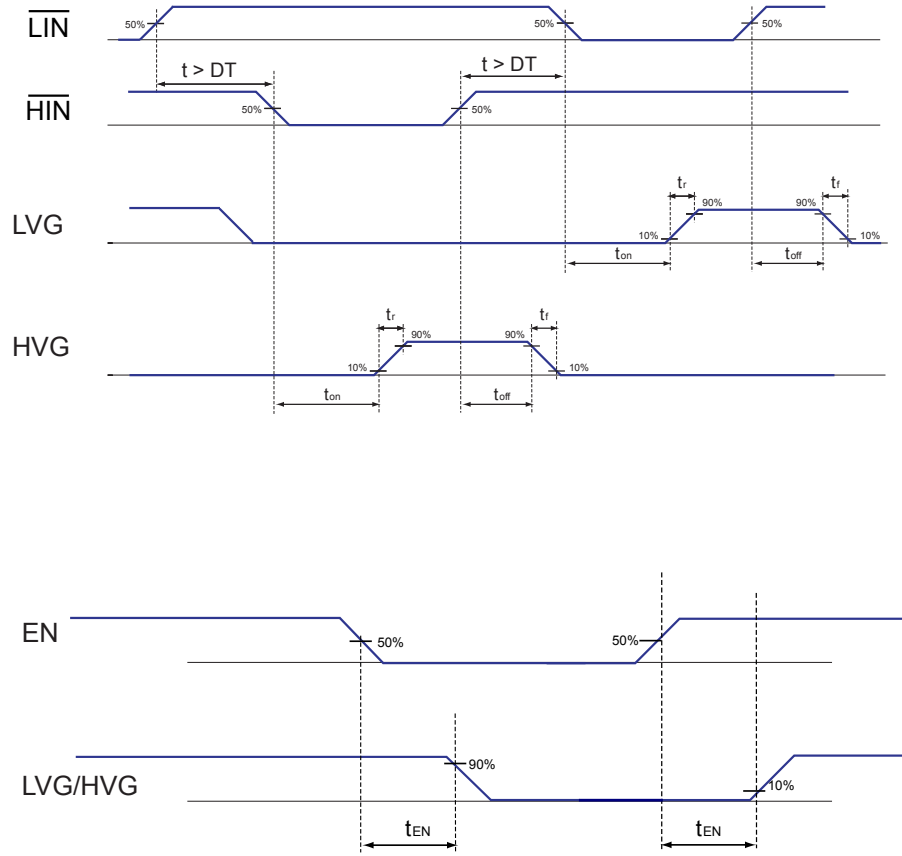 LIN
50%
50%
50%
t > DT
t > DT
HIN
50%
50%
LVG
tr
tf
90%
90%
10%
10%
ton
toff
HVG
tr
tf
90%
90%
10%
10%
ton
toff
EN
50%
50%
LVG/HVG
90%
10%
tEN
tEN